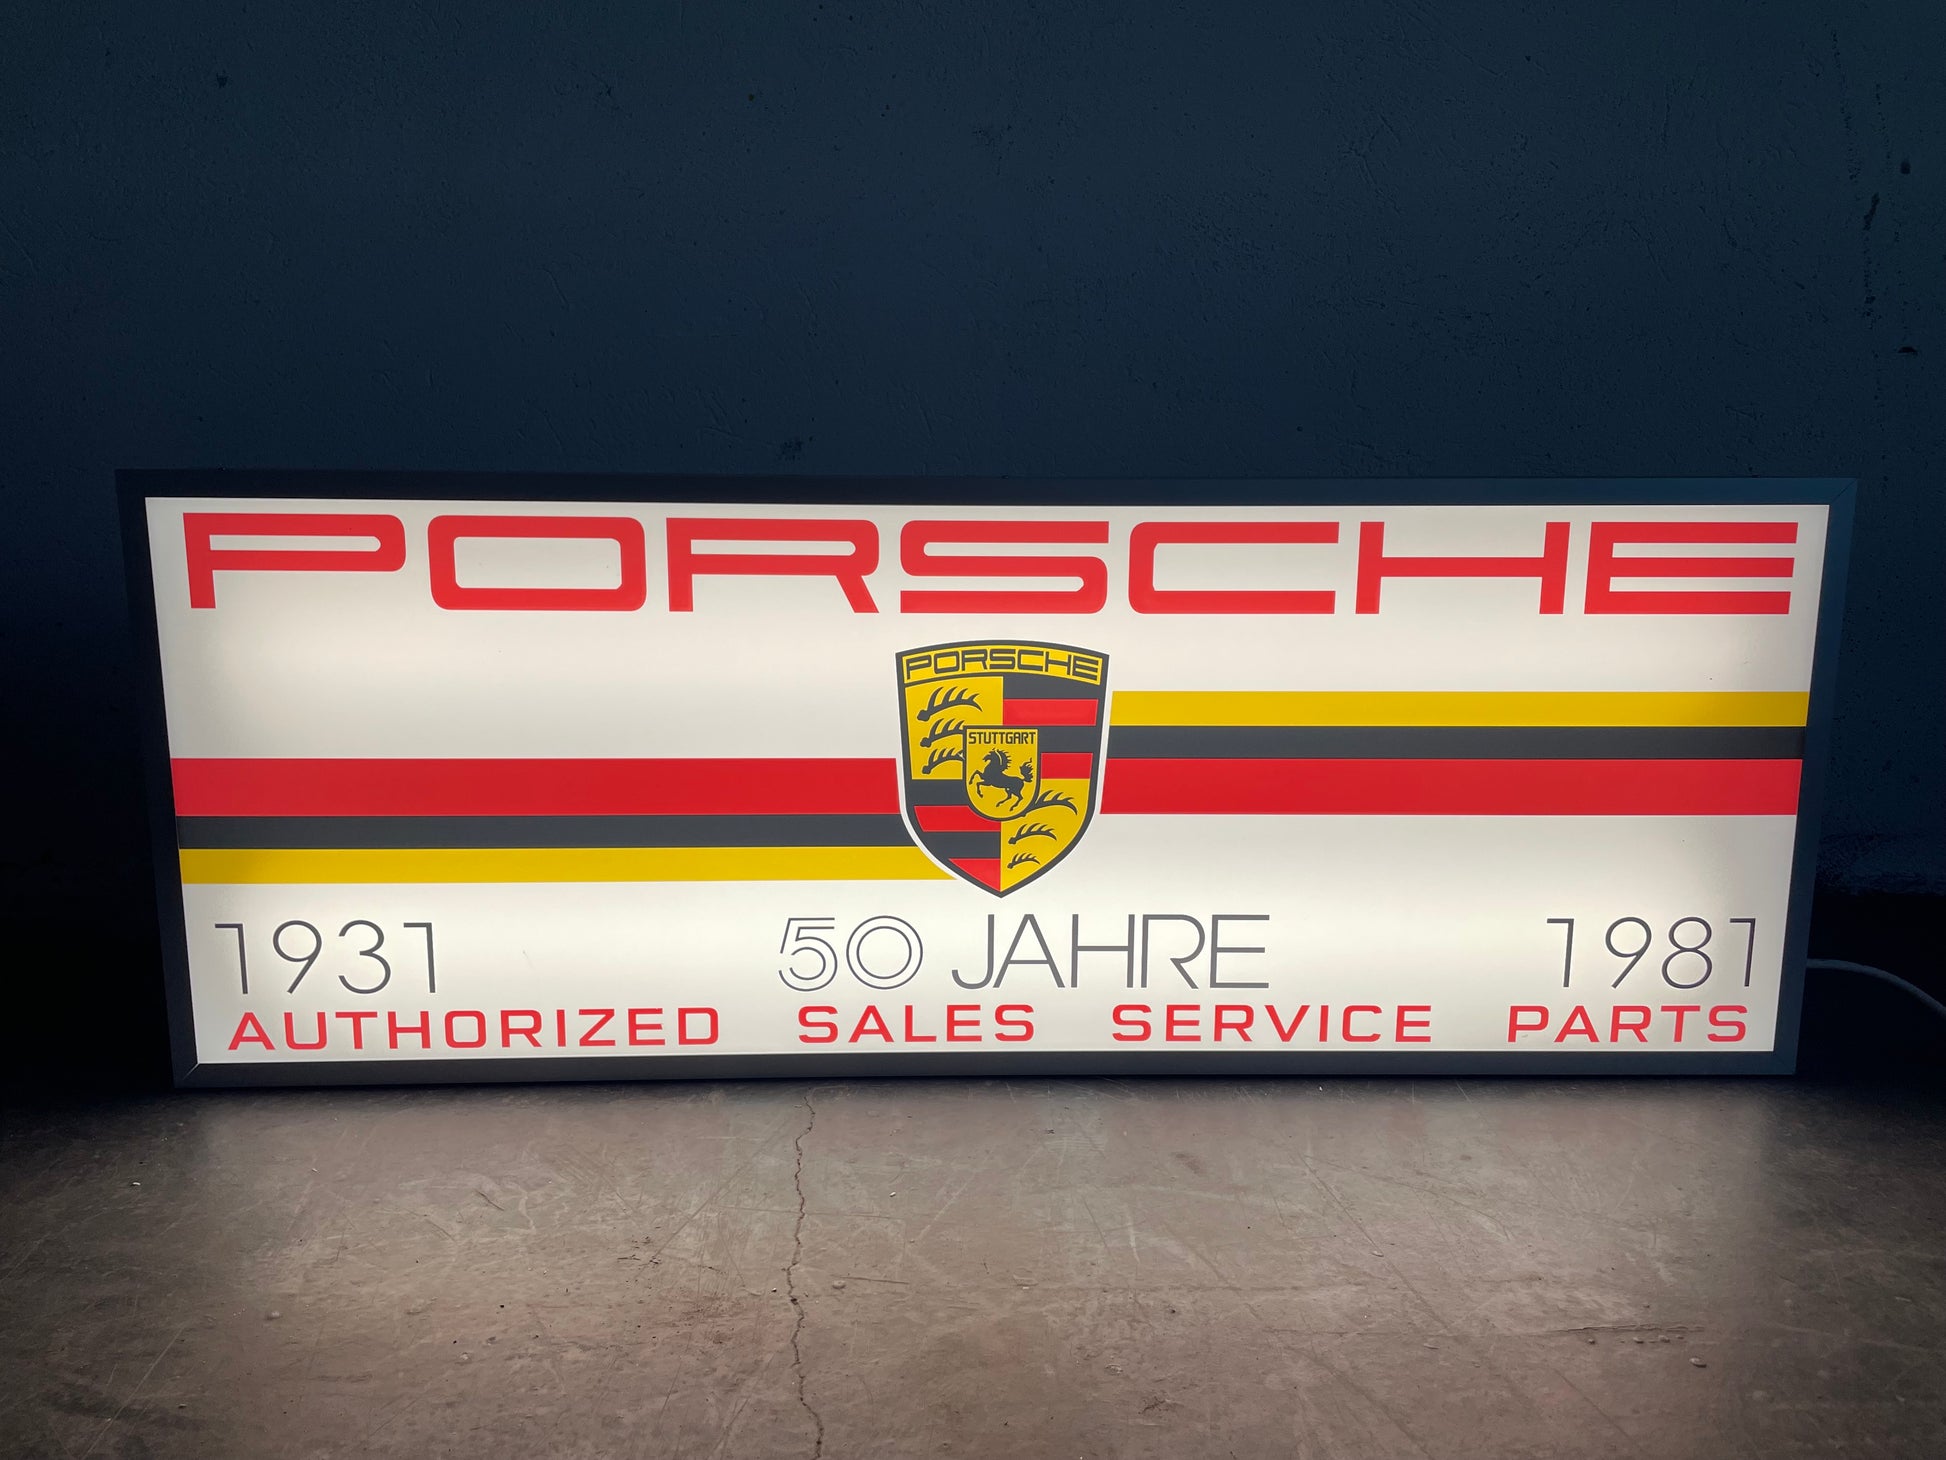 PORSCHE
PORSCHE
STUTTGART
1931 50 JAHRE 1981
AUTHORIZED SALES SERVICE PARTS